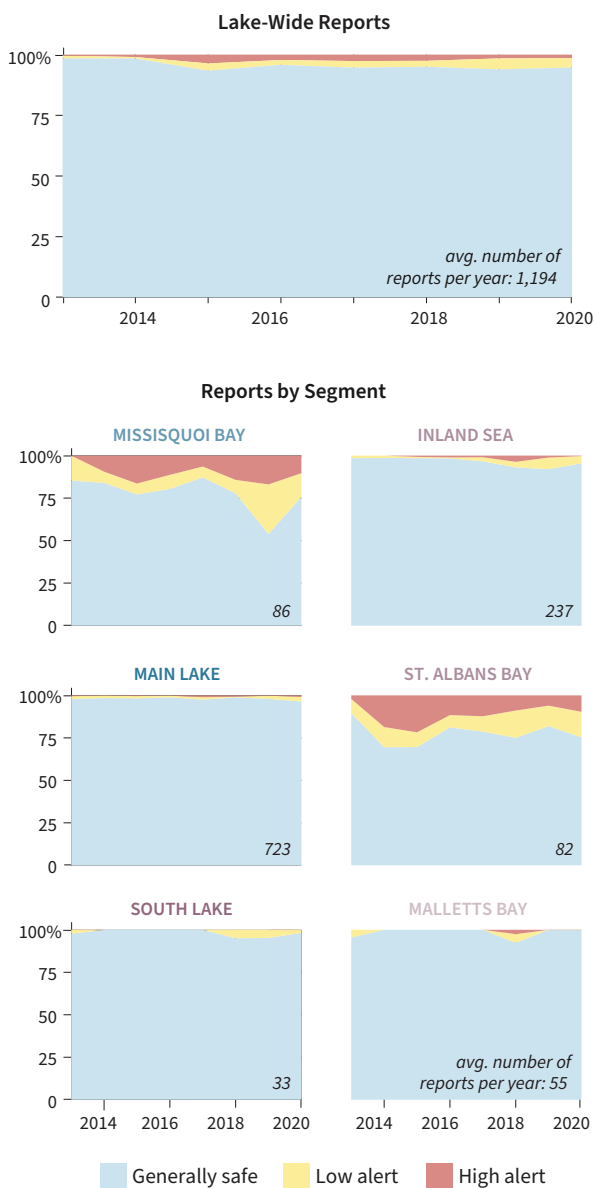 Lake-Wide Reports
100%
75
50
25
0
avg. number of
reports per year: 1,194
2014 2016 2018 2020
Reports by Segment
MISSISQUOI BAY
100%
75
50
25
0
86
INLAND SEA
237
MAIN LAKE
100%
75
50
25
0
723
ST. ALBANS BAY
82
SOUTH LAKE
100%
75
50
25
0
33
2014 2016 2018 2020
MALLETTS BAY
avg. number of
reports per year: 55
2014 2016 2018 2020
Generally safe Low alert High alert